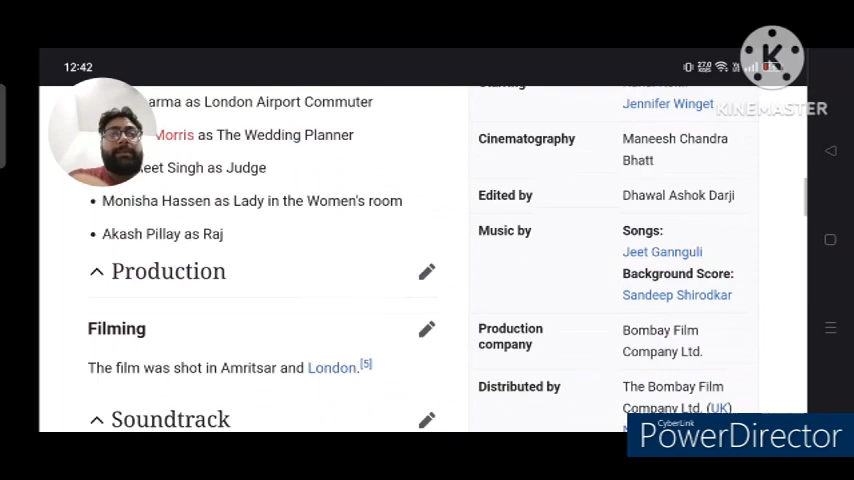 12:42
27.0
KINEMASTER
arma as London Airport Commuter
Morris as The Wedding Planner
eet Singh as Judge
• Monisha Hassen as Lady in the Women's room
• Akash Pillay as Raj
Production
Filming
The film was shot in Amritsar and London.[5]
Soundtrack
Jennifer Winget
Cinematography
Maneesh Chandra
Bhatt
Edited by
Dhawal Ashok Darji
Music by
Songs:
Jeet Gannguli
Background Score:
Sandeep Shirodkar
Production
company
Bombay Film
Company Ltd.
Distributed by
The Bombay Film
Company Ltd. (UK)
CyberLink
PowerDirector